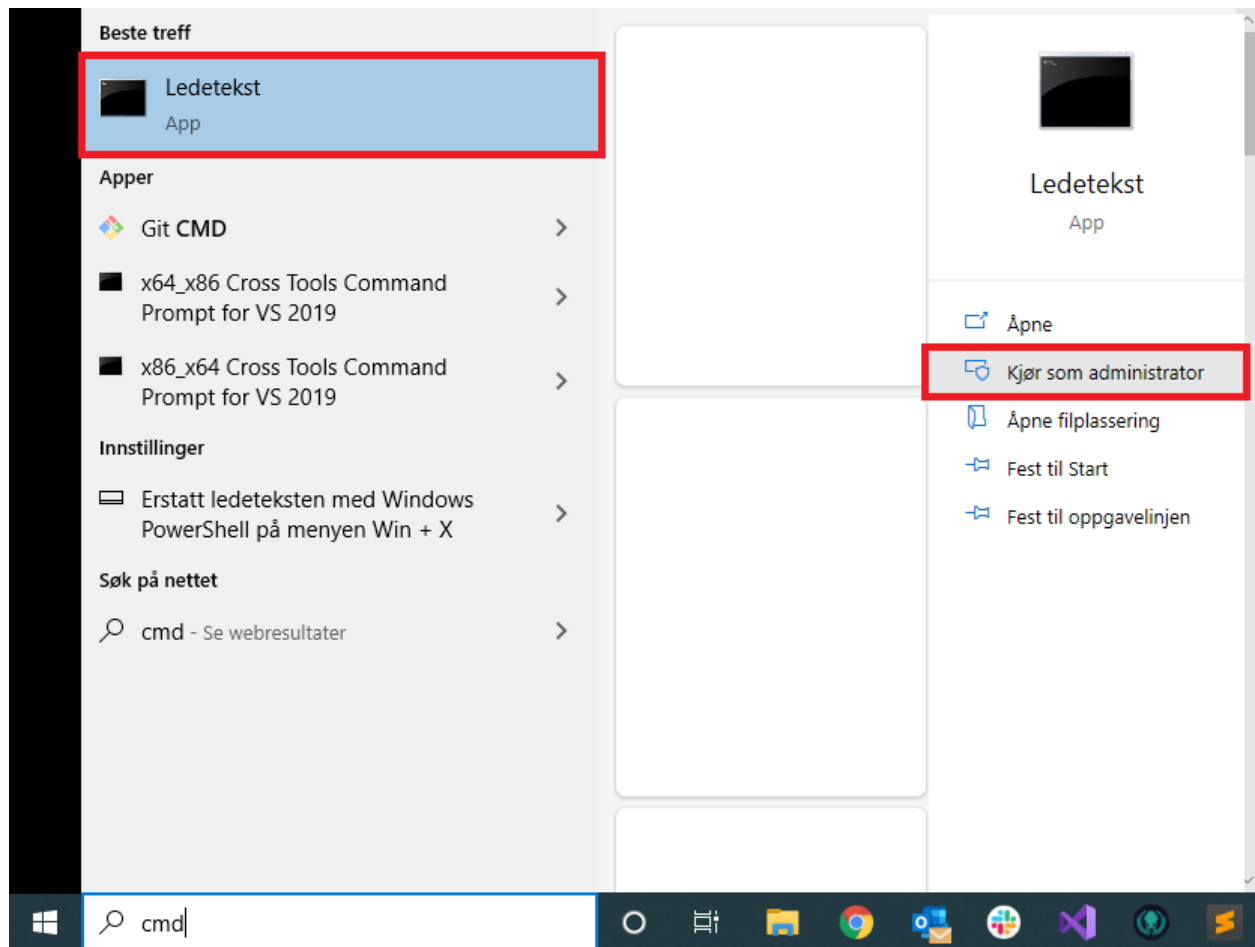 Beste treff
Ledetekst
App
Apper
Git CMD
x64_x86 Cross Tools Command
Prompt for VS 2019
x86_x64 Cross Tools Command
Prompt for VS 2019
Innstillinger
Erstatt ledeteksten med Windows
PowerShell på menyen Win + X
Søk på nettet
cmd - Se webresultater
Ledetekst
App
Åpne
Kjør som administrator
Åpne filplassering
Fest til Start
Fest til oppgavelinjen
cmd